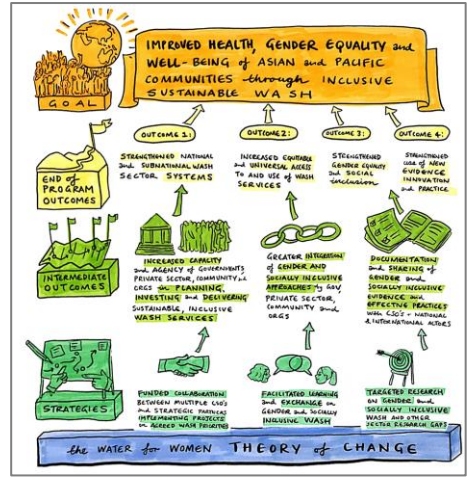 IMPROVED HEALTH, GENDER EQUALITY and
WELL-BEING of ASIAN and PACIFIC
COMMUNITIES through INCLUSIVE
SUSTAINABLE WASH
GOAL
OUTCOME 1:
STRENGTHENED NATIONAL
and SUBNATIONAL WASH
SECTOR SYSTEMS
OUTCOME 2:
INCREASED EQUITABLE
and UNIVERSAL ACCESS
TO AND USE OF WASH
SERVICES
OUTCOME 3:
STRENGTHENED
GENDER EQUALITY
and SOCIAL
inclusion
OUTCOME 4:
STRENGTHENED
use of NEW
EVIDENCE
INNOVATION
and PRACTICE
END OF
PROGRAM
OUTCOMES
INTERMEDIATE
OUTCOMES
INCREASED CAPACITY
and AGENCY OF GOVERNMENTS
PRIVATE SECTOR, COMMUNITY
ORGS in PLANNING,
INVESTING and DELIVERING
SUSTAINABLE, INCLUSIVE
WASH SERVICES
GREATER INTEGRATION
of GENDER AND
SOCIALLY INCLUSIVE
APPROACHES by GOV,
PRIVATE SECTOR,
COMMUNITY and
ORGS
DOCUMENTATION
and SHARING of
GENDER and
SOCIALLY INCLUSIVE
EVIDENCE and
EFFECTIVE PRACTICES
with CSO's + NATIONAL
& INTERNATIONAL ACTORS
STRATEGIES
FUNDED COLLABORATION
BETWEEN MULTIPLE CSO's
and STRATEGIC PARTNERS
IMPLEMENTING PROJECTS
on AGREED WASH PRIORITIES
FACILITATED LEARNING
and EXCHANGE on
GENDER and SOCIALLY
INCLUSIVE WASH
TARGETED RESEARCH
ON GENDER and
SOCIALLY INCLUSIVE
WASH AND OTHER
SECTOR RESEARCH GAPS
the WATER for WOMEN THEORY of CHANGE